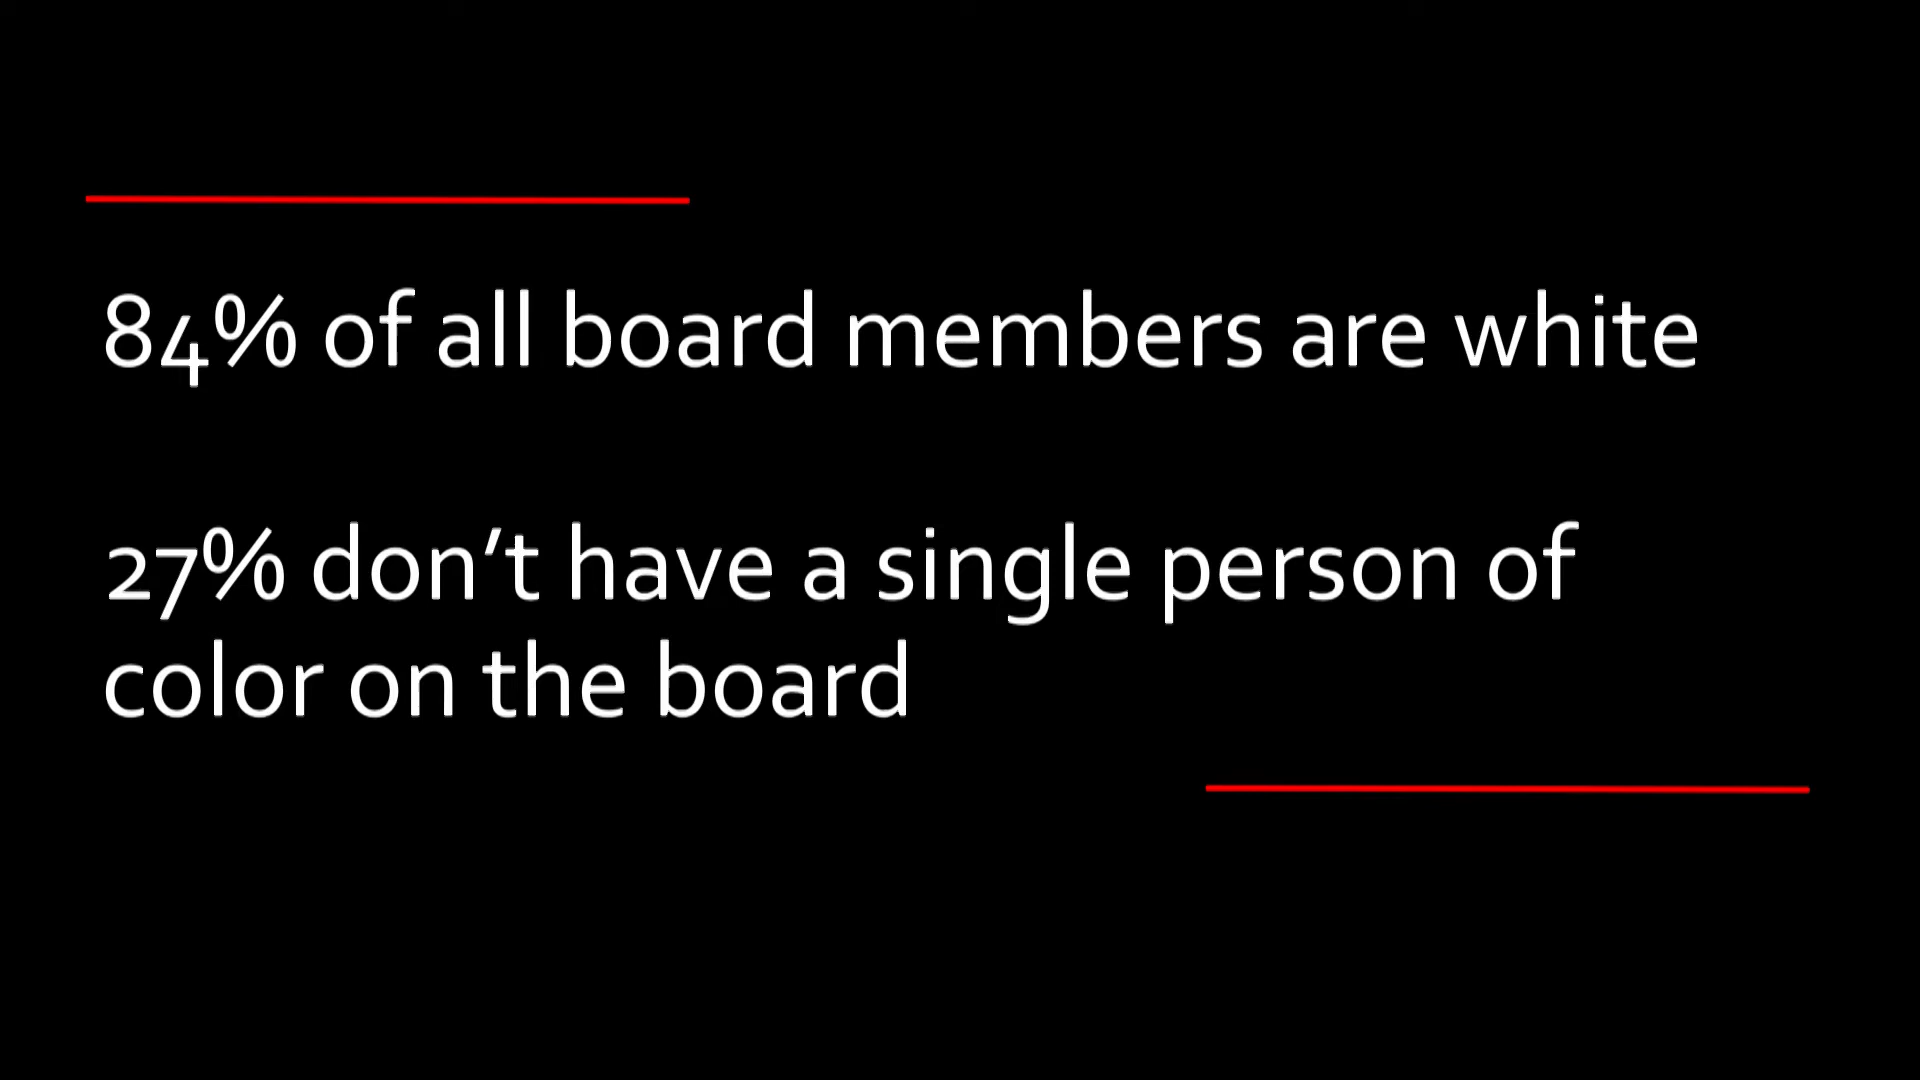 84% of all board members are white
27% don’t have a single person of
color on the board